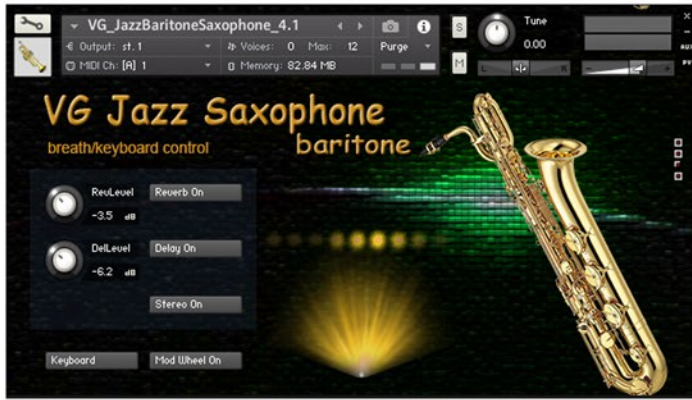 VG_JazzBaritoneSaxophone_4.1
Output: st.1 Voices: 0 Max: 12 Purge
MIDI Ch: [A] 1 Memory: 82.84 MB
S
M
Tune
0.00
L R
- +
×
-
AUX
PV
VG Jazz Saxophone
baritone
breath/keyboard control
RevLevel Reverb On
-3.5 dB
DelLevel Delay On
-6.2 dB
Stereo On
Keyboard Mod Wheel On